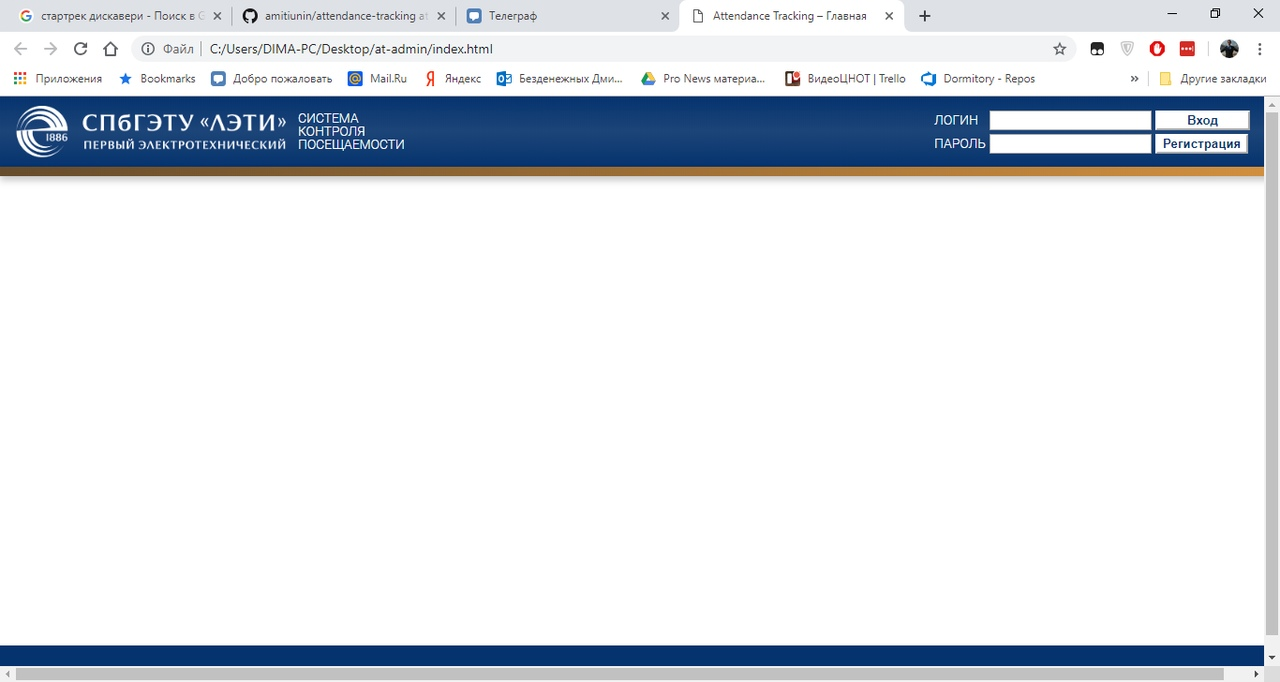 стартрек дискавери - Поиск в G
amitiunin/attendance-tracking at
Телеграф
Attendance Tracking – Главная
Файл
C:/Users/DIMA-PC/Desktop/at-admin/index.html
Приложения
Bookmarks
Добро пожаловать
@ Mail.Ru
Я Яндекс
Безденежных Дми...
Pro News материа...
ВидеоЦНОТ | Trello
Dormitory - Repos
»
Другие закладки
1886
СПбГЭТУ «ЛЭТИ»
ПЕРВЫЙ ЭЛЕКТРОТЕХНИЧЕСКИЙ
СИСТЕМА
КОНТРОЛЯ
ПОСЕЩАЕМОСТИ
ЛОГИН
Вход
ПАРОЛЬ
Регистрация